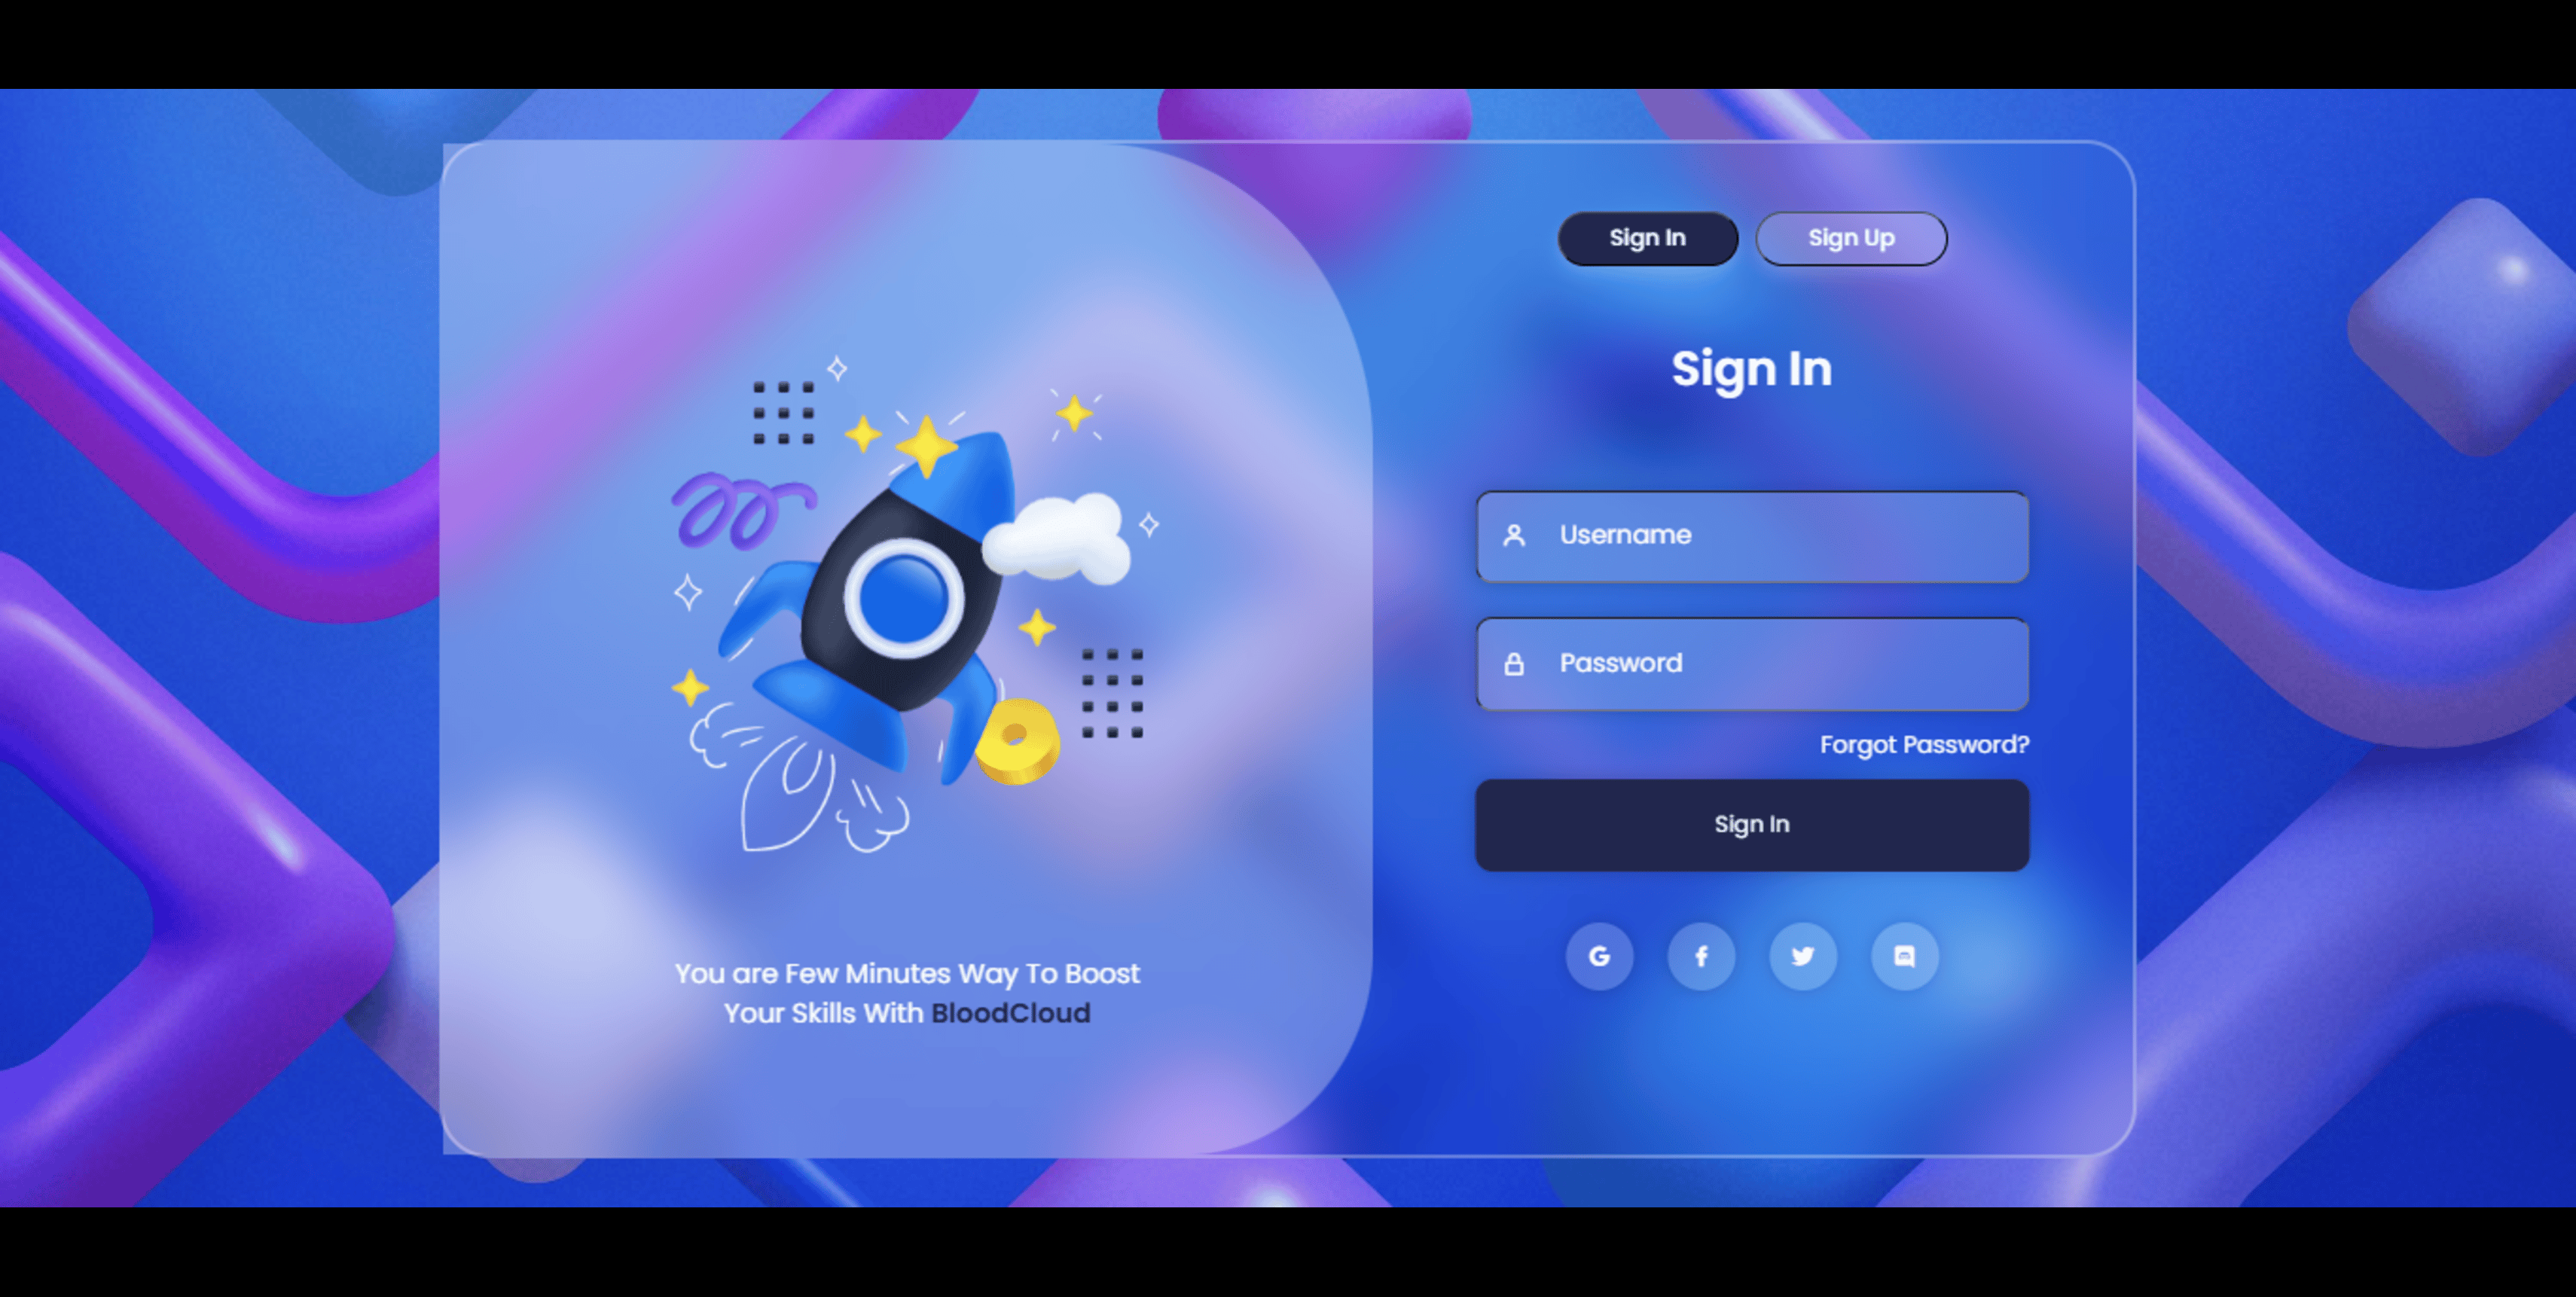 Sign In
Sign Up
Sign In
Username
Password
Forgot Password?
Sign In
You are Few Minutes Way To Boost
Your Skills With BloodCloud